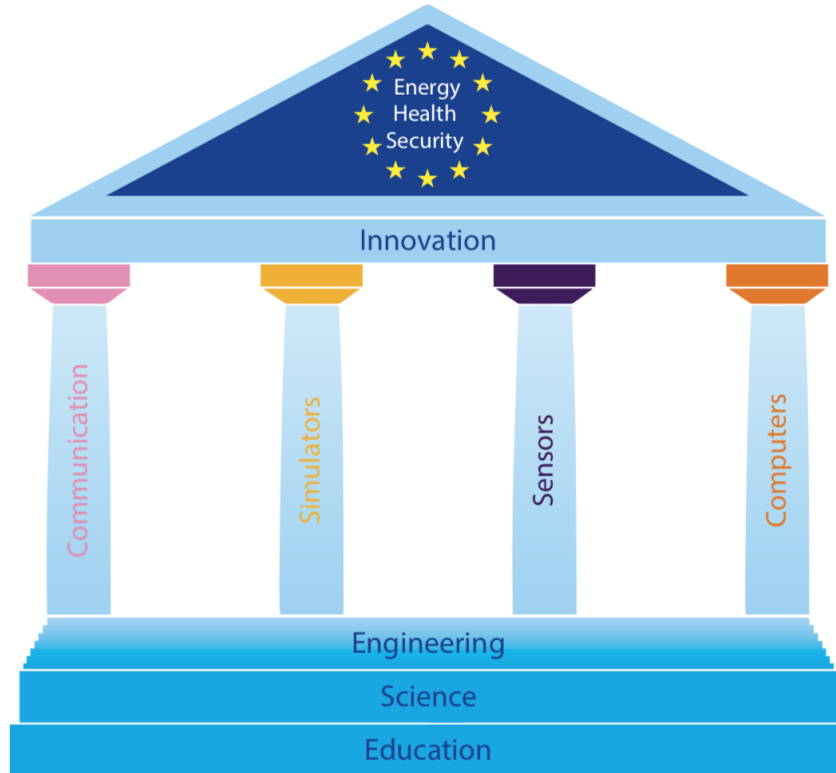 Energy
Health
Security
Innovation
Communication
Simulators
Sensors
Computers
Engineering
Science
Education